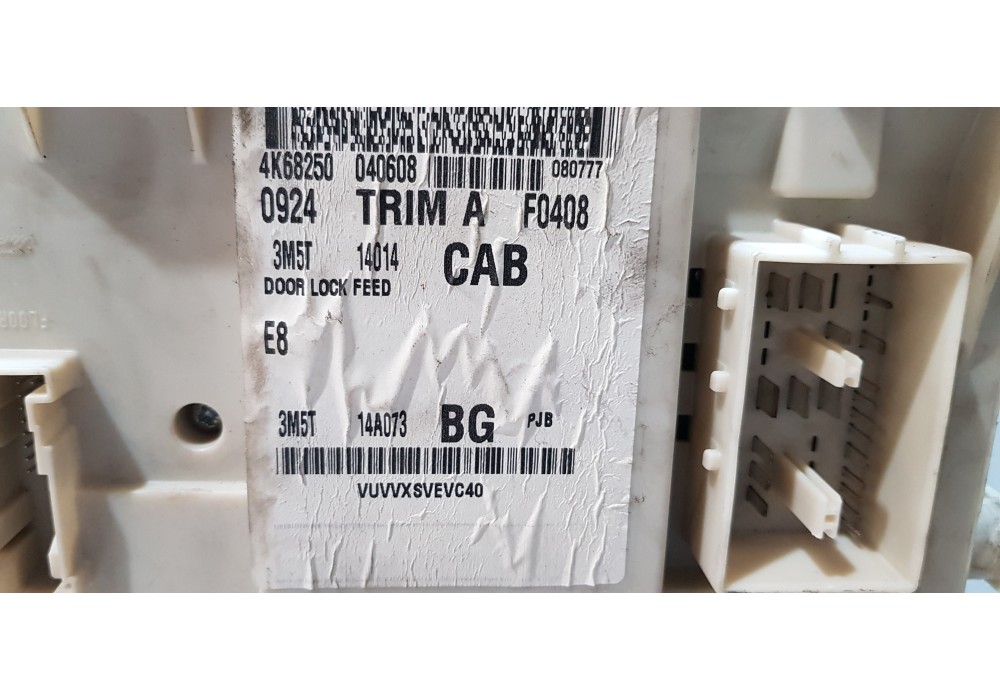 4K68250 040608 080777
0924 TRIM A F0408
3M5T 14014 CAB
DOOR LOCK FEED
E8
3M5T 14A073 BG PJB
VUVVXSVEVC40